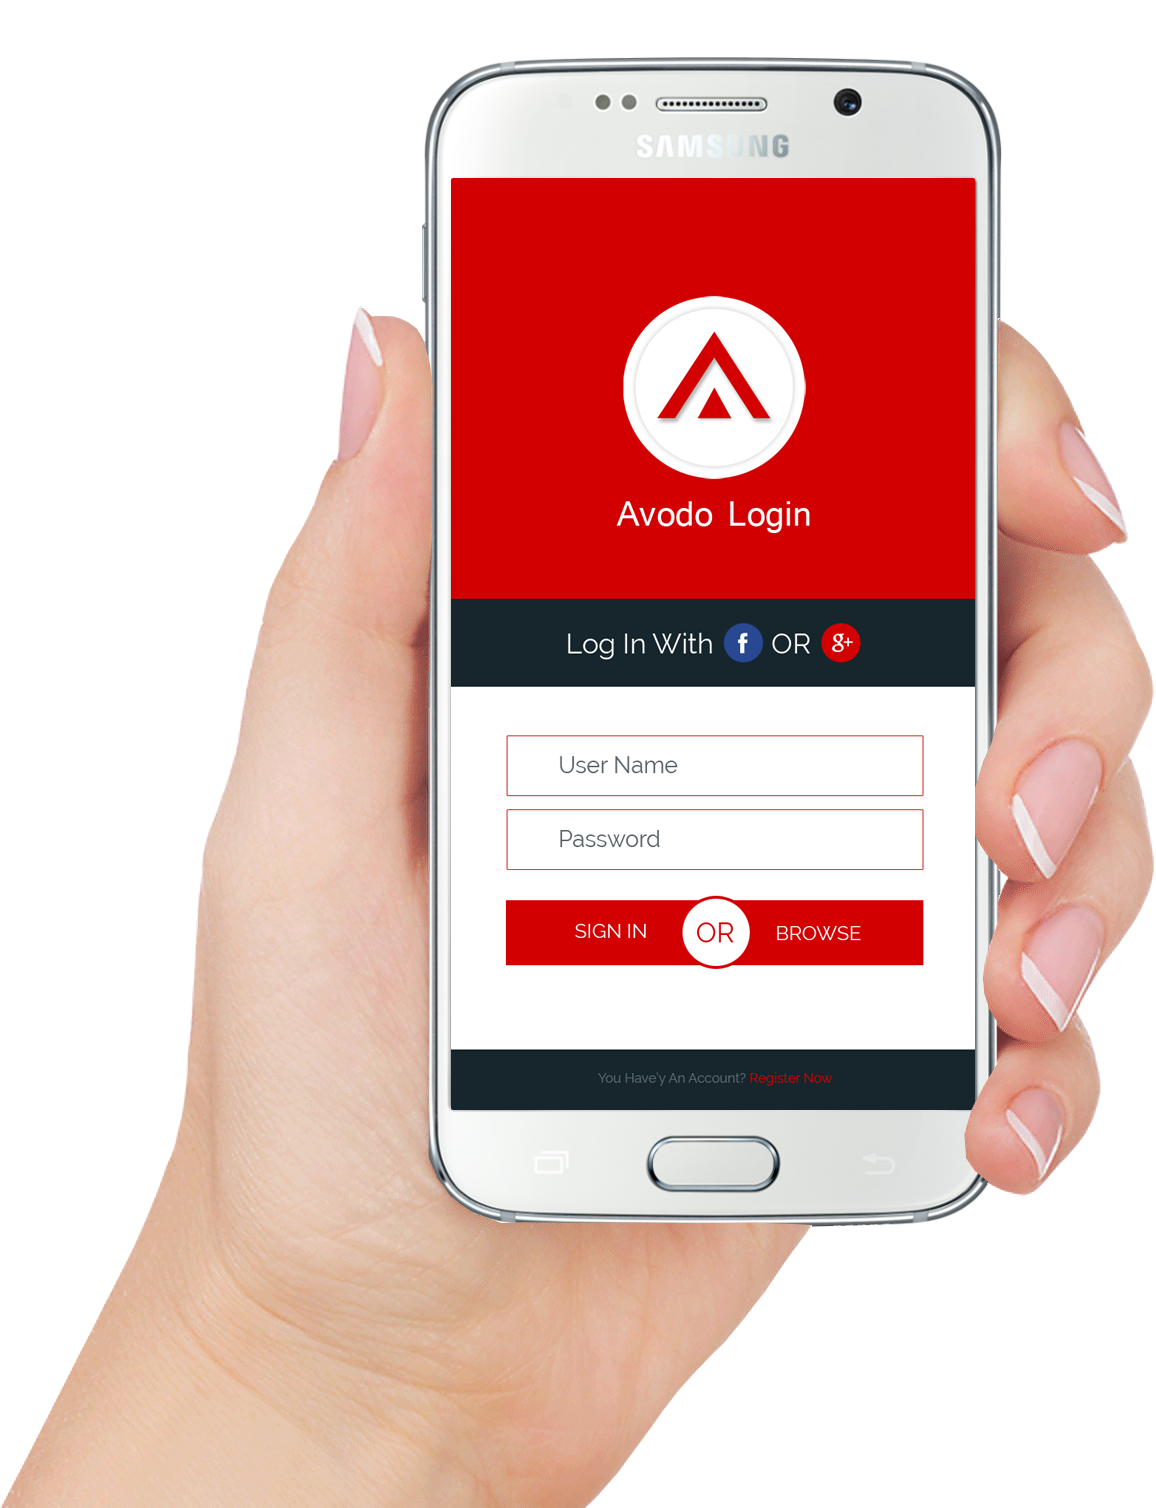 SAMSUNG
Avodo Login
Log In With f OR g+
User Name
Password
SIGN IN OR BROWSE
You Have'y An Account? Register Now